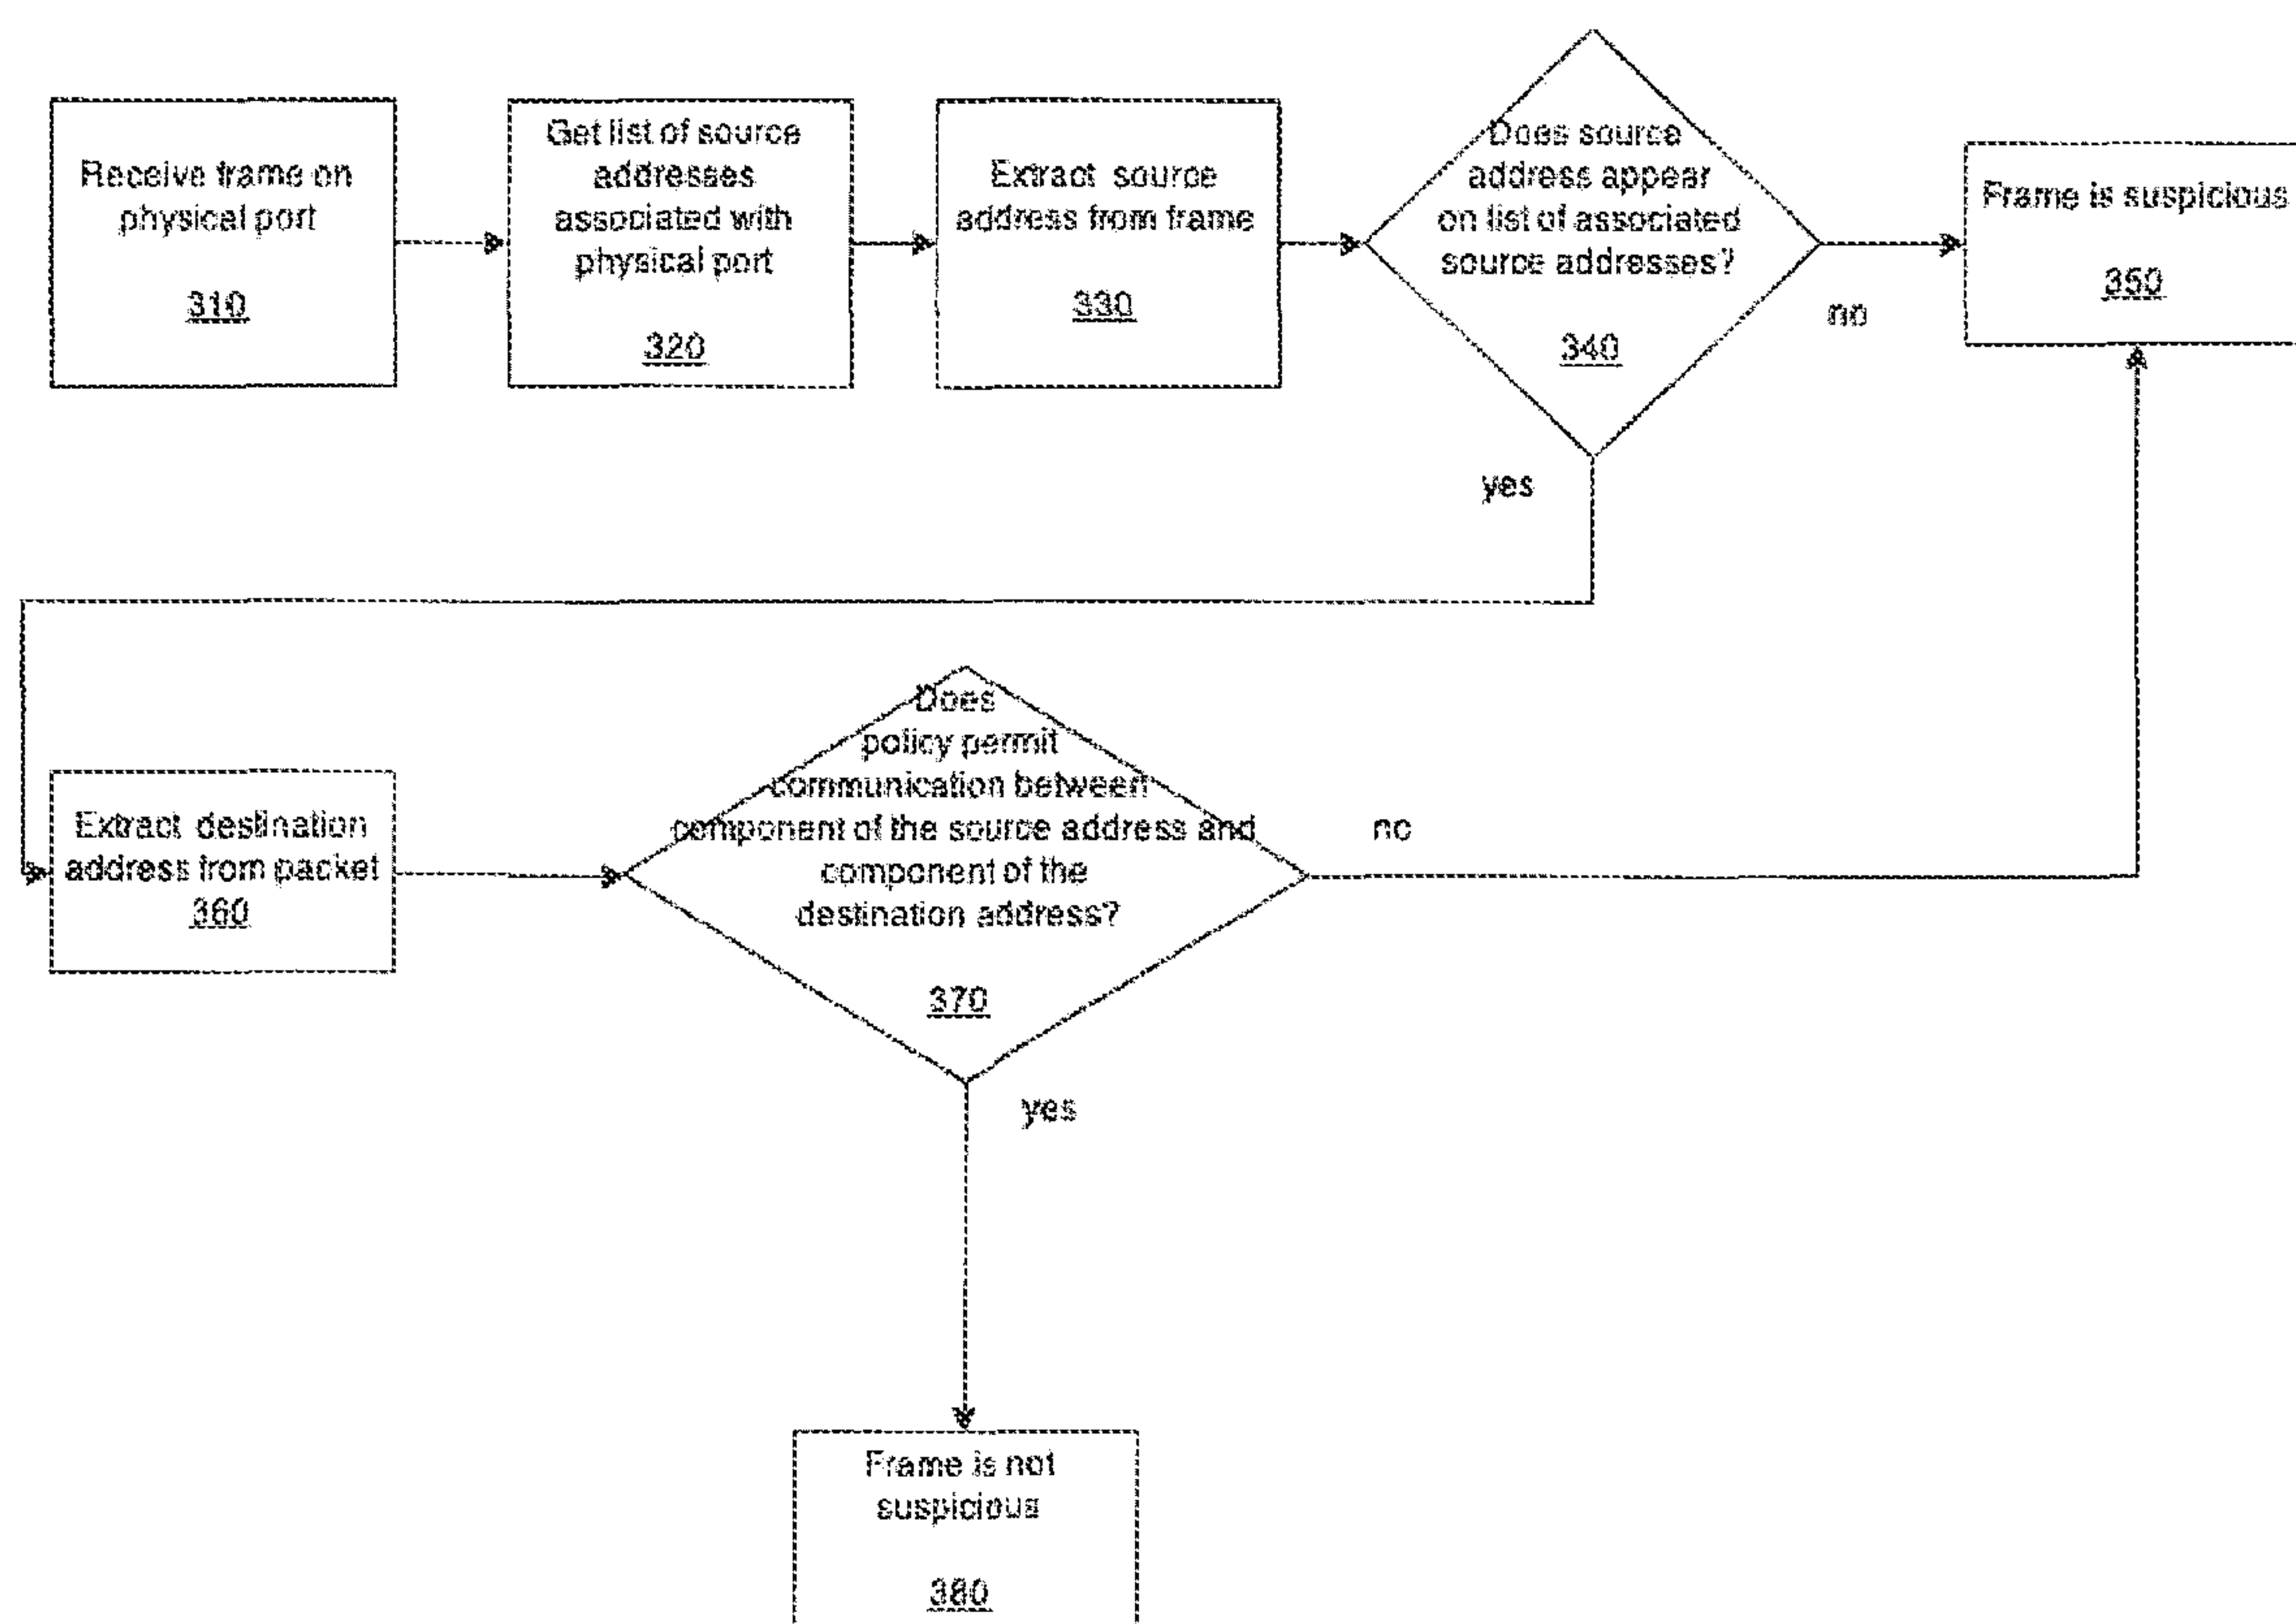 Receive frame on
physical port
310
Get list of source
addresses
associated with
physical port
320
Extract source
address from frame
330
Does source
address appear
on list of associated
source addresses?
340
Frame is suspicious
350
no
yes
Extract destination
address from packet
360
Does
policy permit
communication between
component of the source address and
component of the
destination address?
370
no
yes
Frame is not
suspicious
380